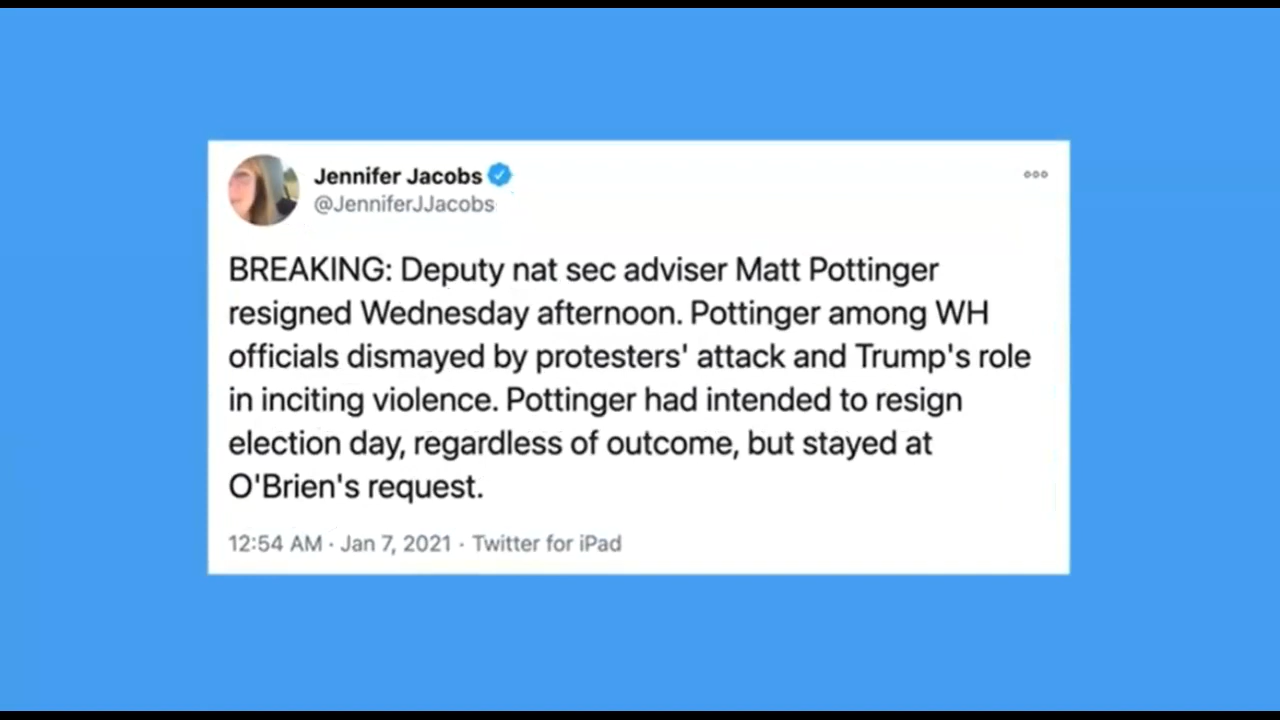 Jennifer Jacobs
@JenniferJJacobs
BREAKING: Deputy nat sec adviser Matt Pottinger
resigned Wednesday afternoon. Pottinger among WH
officials dismayed by protesters' attack and Trump's role
in inciting violence. Pottinger had intended to resign
election day, regardless of outcome, but stayed at
O'Brien's request.
12:54 AM · Jan 7, 2021 · Twitter for iPad